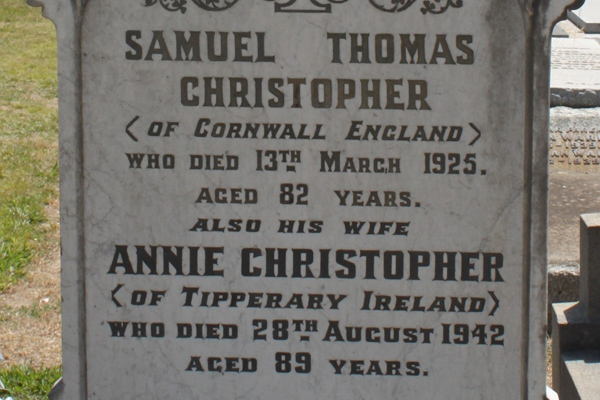 SAMUEL THOMAS
CHRISTOPHER
(OF CORNWALL ENGLAND)
WHO DIED 13TH MARCH 1925.
AGED 82 YEARS.
ALSO HIS WIFE
ANNIE CHRISTOPHER
(OF TIPPERARY IRELAND)
WHO DIED 28TH AUGUST 1942
AGED 89 YEARS.